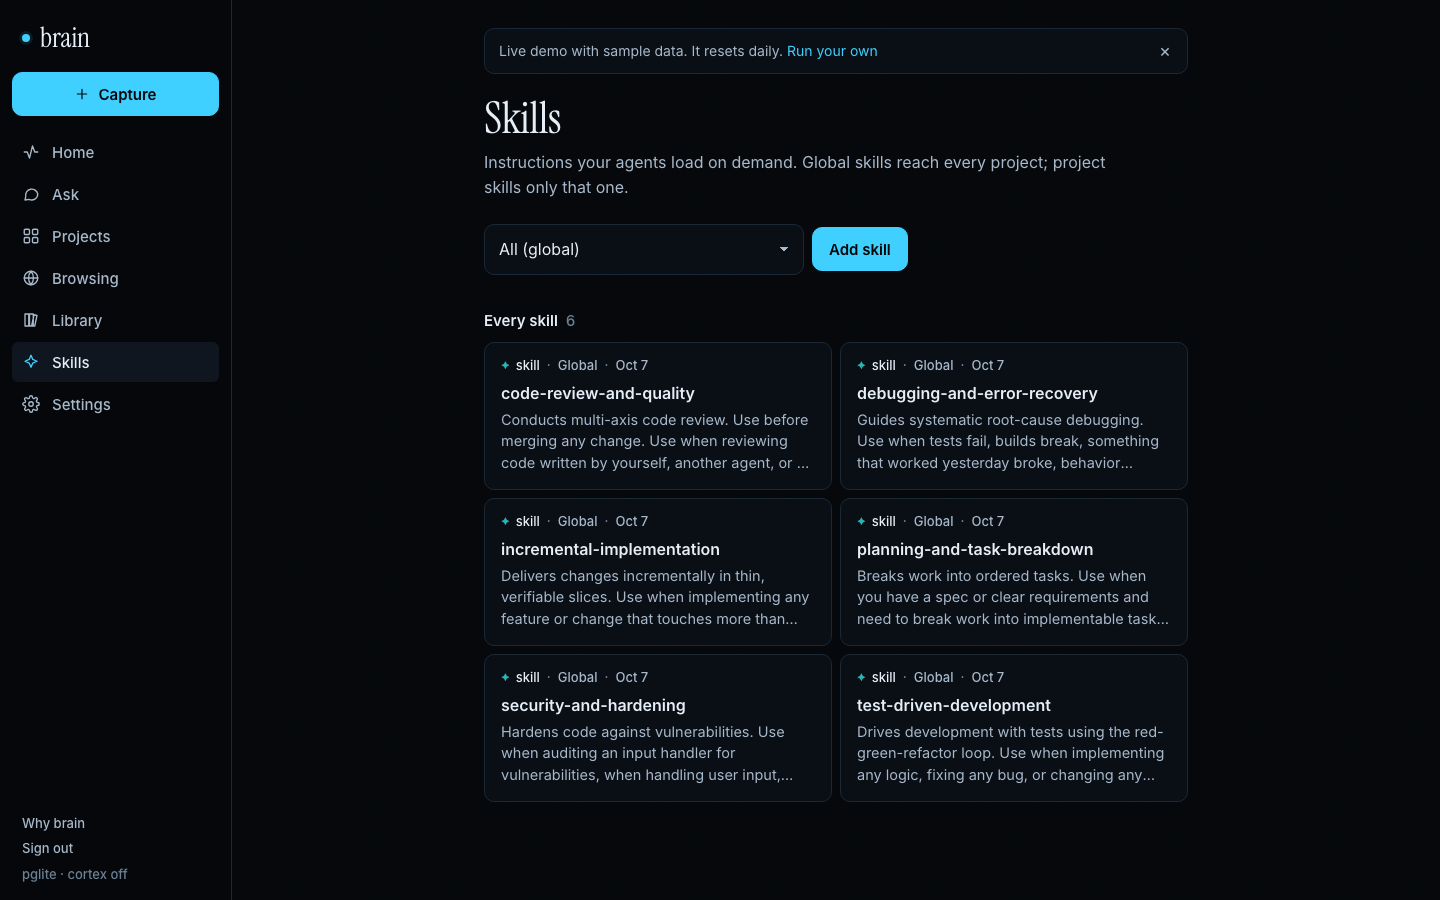 brain
Capture
Home
Ask
Projects
Browsing
Library
Skills
Settings
Why brain
Sign out
pglite · cortex off
Live demo with sample data. It resets daily. Run your own
Skills
Instructions your agents load on demand. Global skills reach every project; project
skills only that one.
All (global)
Add skill
Every skill 6
skill · Global · Oct 7
code-review-and-quality
Conducts multi-axis code review. Use before
merging any change. Use when reviewing
code written by yourself, another agent, or ...
skill · Global · Oct 7
debugging-and-error-recovery
Guides systematic root-cause debugging.
Use when tests fail, builds break, something
that worked yesterday broke, behavior...
skill · Global · Oct 7
incremental-implementation
Delivers changes incrementally in thin,
verifiable slices. Use when implementing any
feature or change that touches more than...
skill · Global · Oct 7
planning-and-task-breakdown
Breaks work into ordered tasks. Use when
you have a spec or clear requirements and
need to break work into implementable task...
skill · Global · Oct 7
security-and-hardening
Hardens code against vulnerabilities. Use
when auditing an input handler for
vulnerabilities, when handling user input,...
skill · Global · Oct 7
test-driven-development
Drives development with tests using the red-
green-refactor loop. Use when implementing
any logic, fixing any bug, or changing any...